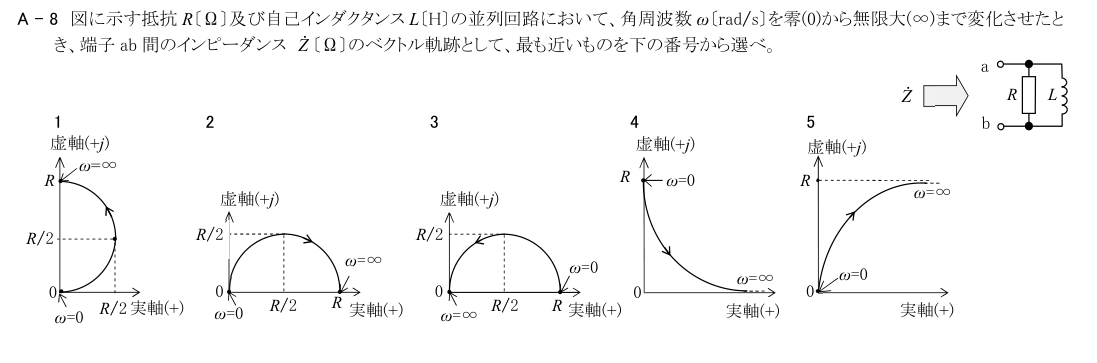 A－8 図に示す抵抗 R〔Ω〕及び自己インダクタンス L〔H〕の並列回路において、角周波数 ω〔rad/s〕を零(0)から無限大(∞)まで変化させたと
き、端子 ab 間のインピーダンス Ż〔Ω〕のベクトル軌跡として、最も近いものを下の番号から選べ。
a
Ż
R
L
b
1
虚軸(+j)
ω=∞
R
R/2
0
ω=0
R/2
実軸(+)
2
虚軸(+j)
R/2
ω=∞
0
ω=0
R/2
R
実軸(+)
3
虚軸(+j)
R/2
ω=0
0
ω=∞
R/2
R
実軸(+)
4
虚軸(+j)
R
ω=0
ω=∞
0
実軸(+)
5
虚軸(+j)
R
ω=∞
ω=0
0
実軸(+)